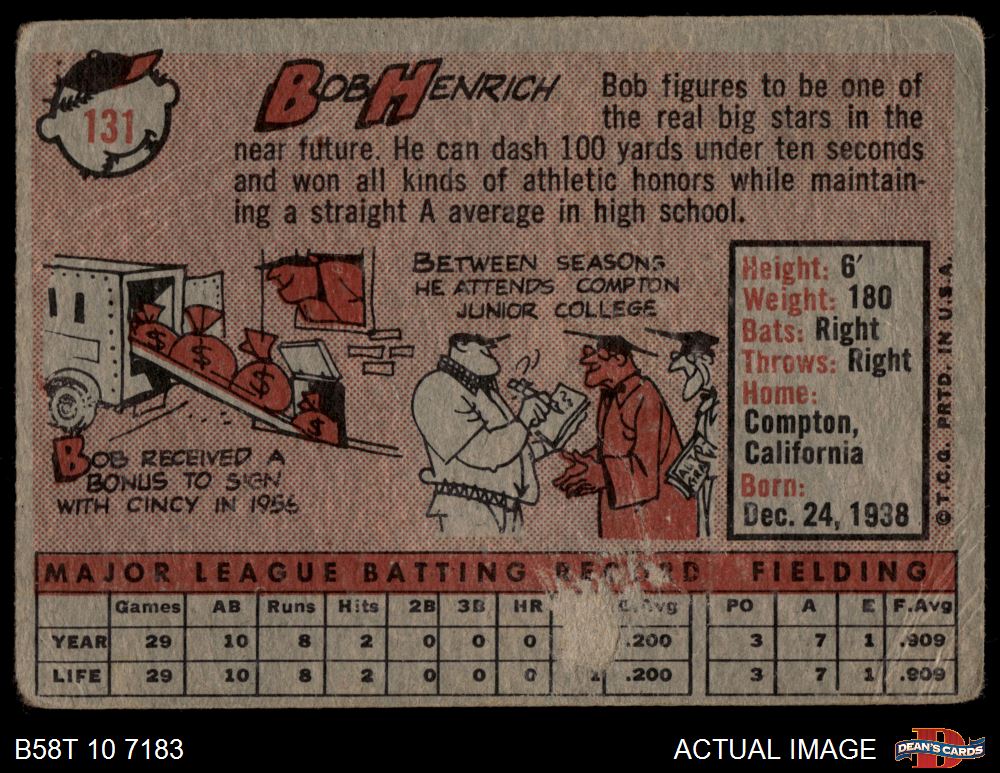 131
Bob Henrich
Bob figures to be one of
the real big stars in the
near future. He can dash 100 yards under ten seconds
and won all kinds of athletic honors while maintain-
ing a straight A average in high school.
BETWEEN SEASONS
HE ATTENDS COMPTON
JUNIOR COLLEGE
$
$
$
$
BOB RECEIVED A
BONUS TO SIGN
WITH CINCY IN 1956
Height: 6'
Weight: 180
Bats: Right
Throws: Right
Home:
Compton,
California
Born:
Dec. 24, 1938
© T.C.G. PRTD. IN U.S.A.
MAJOR LEAGUE BATTING RECORD FIELDING
Games AB Runs Hits 2B 3B HR Avg PO A E F.Avg
YEAR 29 10 8 2 0 0 0 .200 3 7 1 .909
LIFE 29 10 8 2 0 0 0 1 .200 3 7 1 .909
B58T 10 7183
ACTUAL IMAGE
DEAN'S CARDS